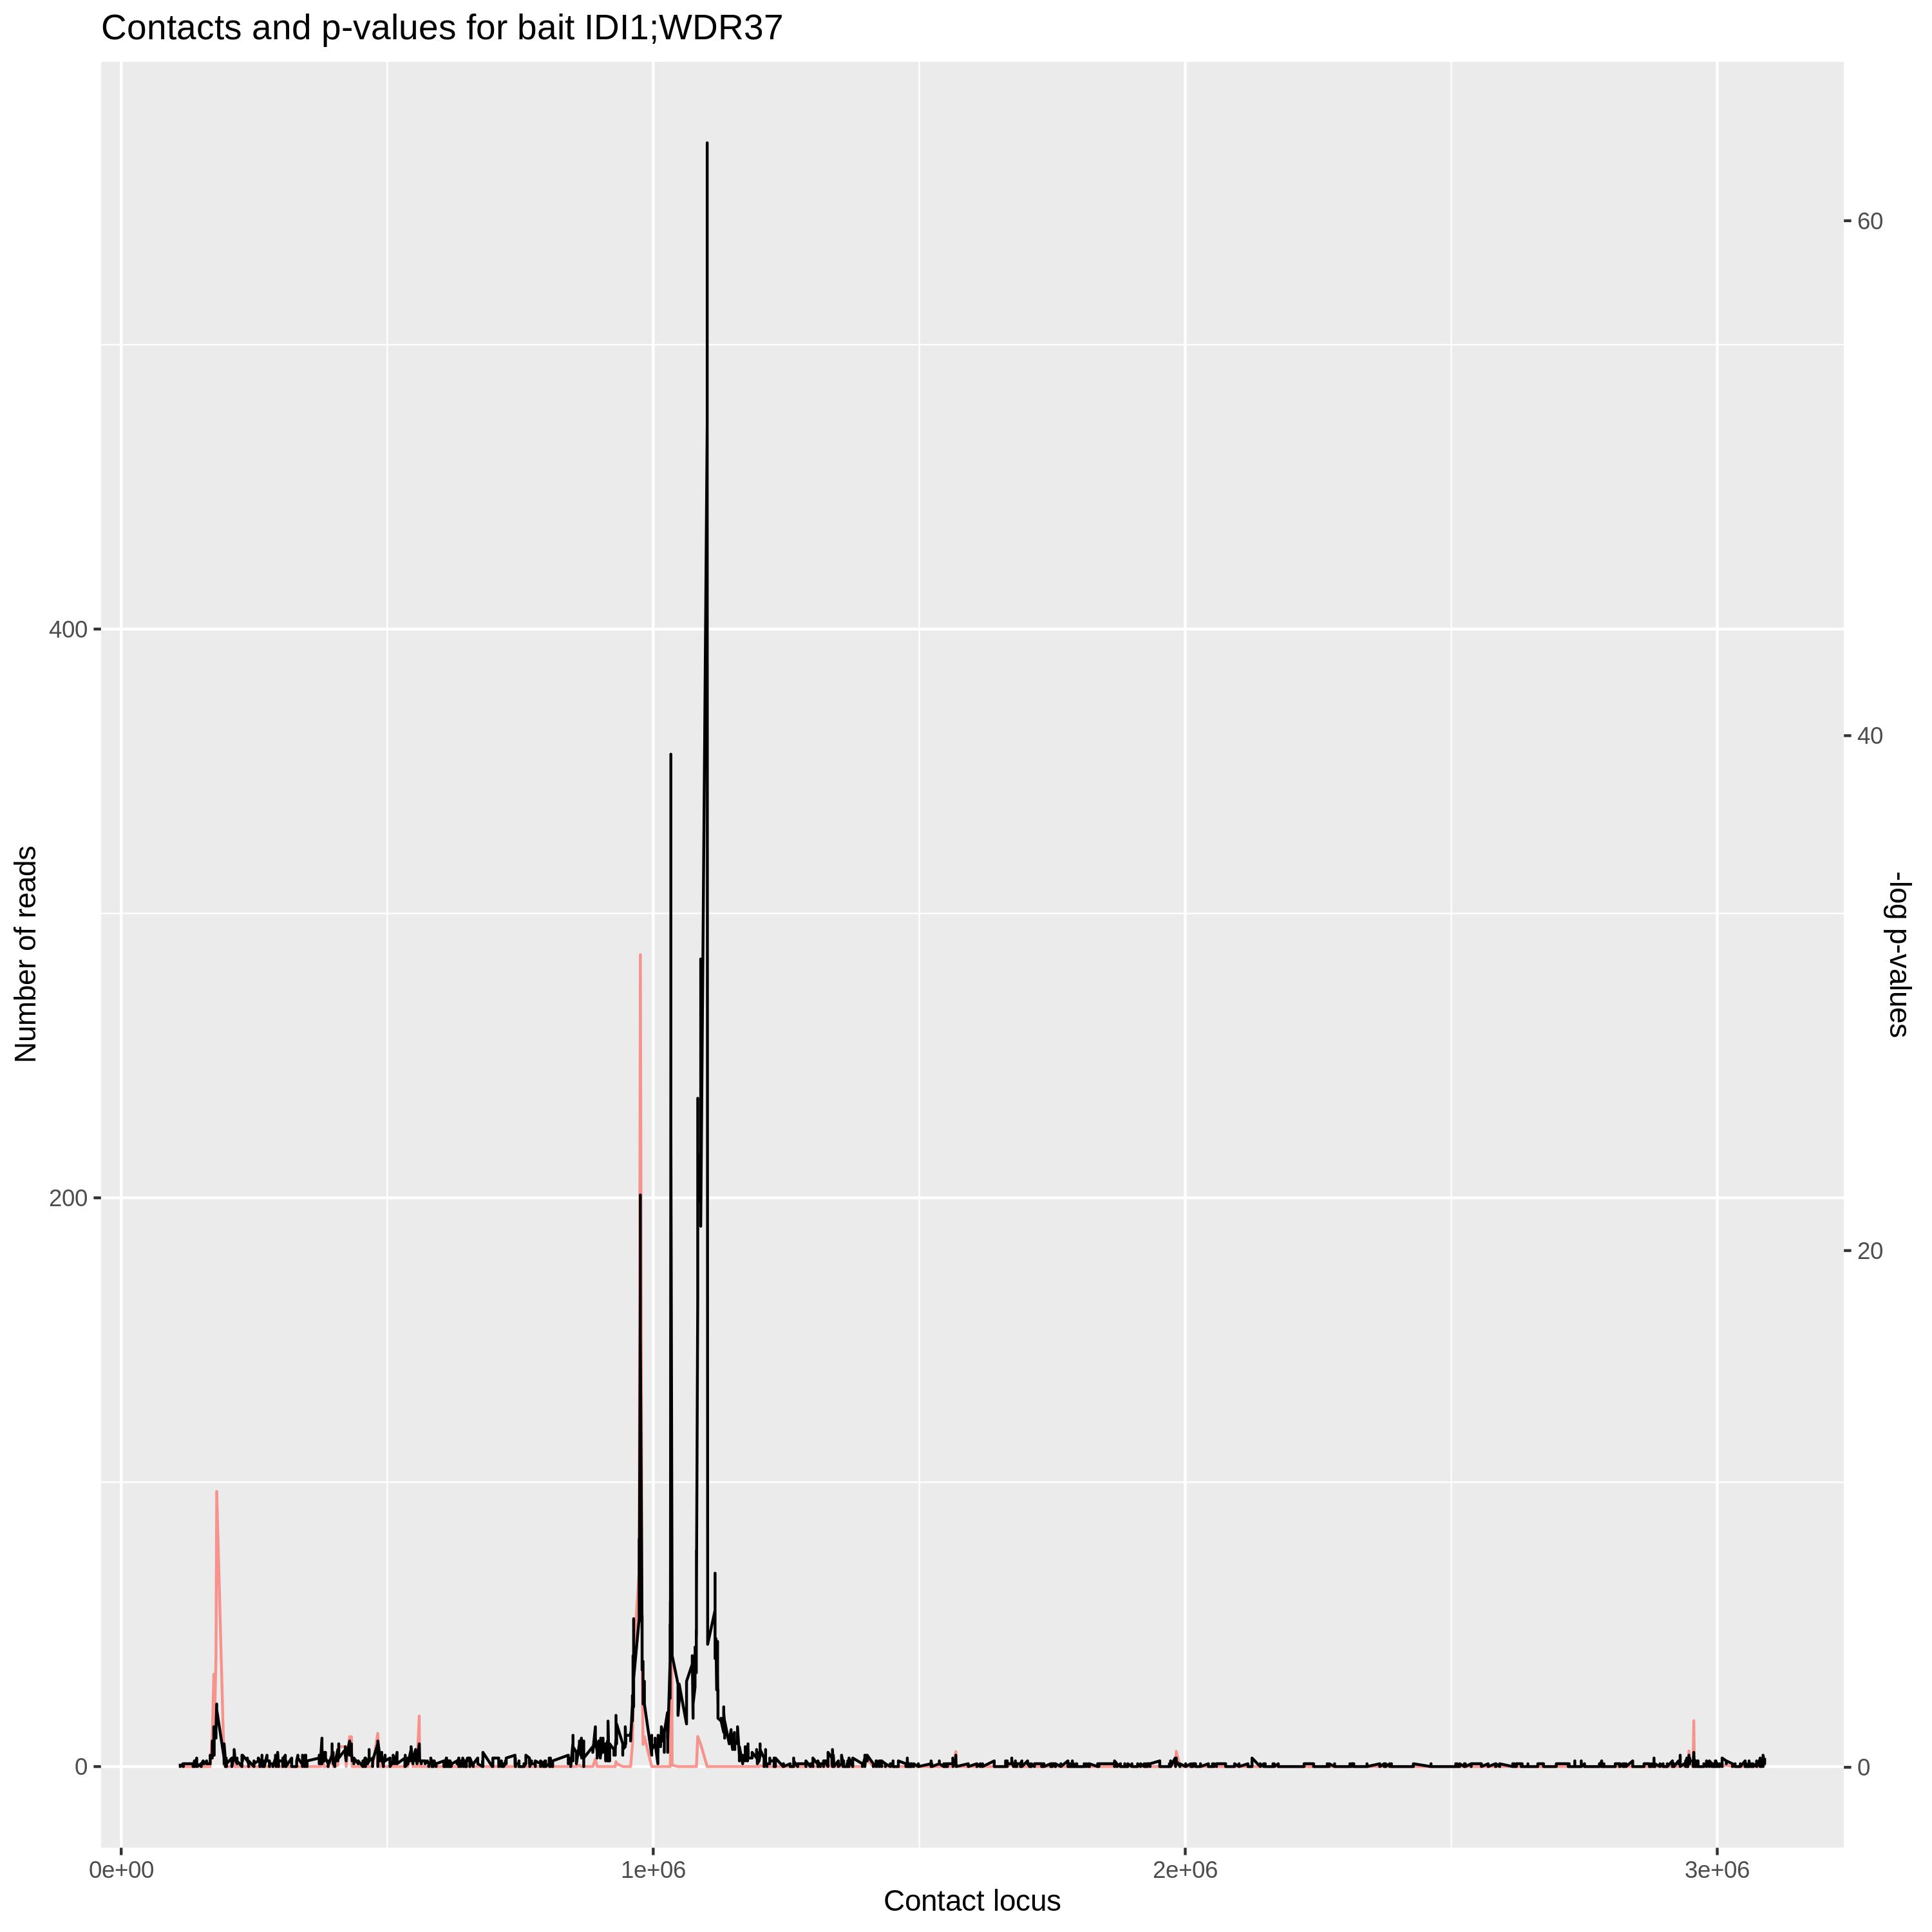 Contacts and p-values for bait IDI1;WDR37
Number of reads
400
200
0
60
40
20
0
-log p-values
0e+00
1e+06
2e+06
3e+06
Contact locus